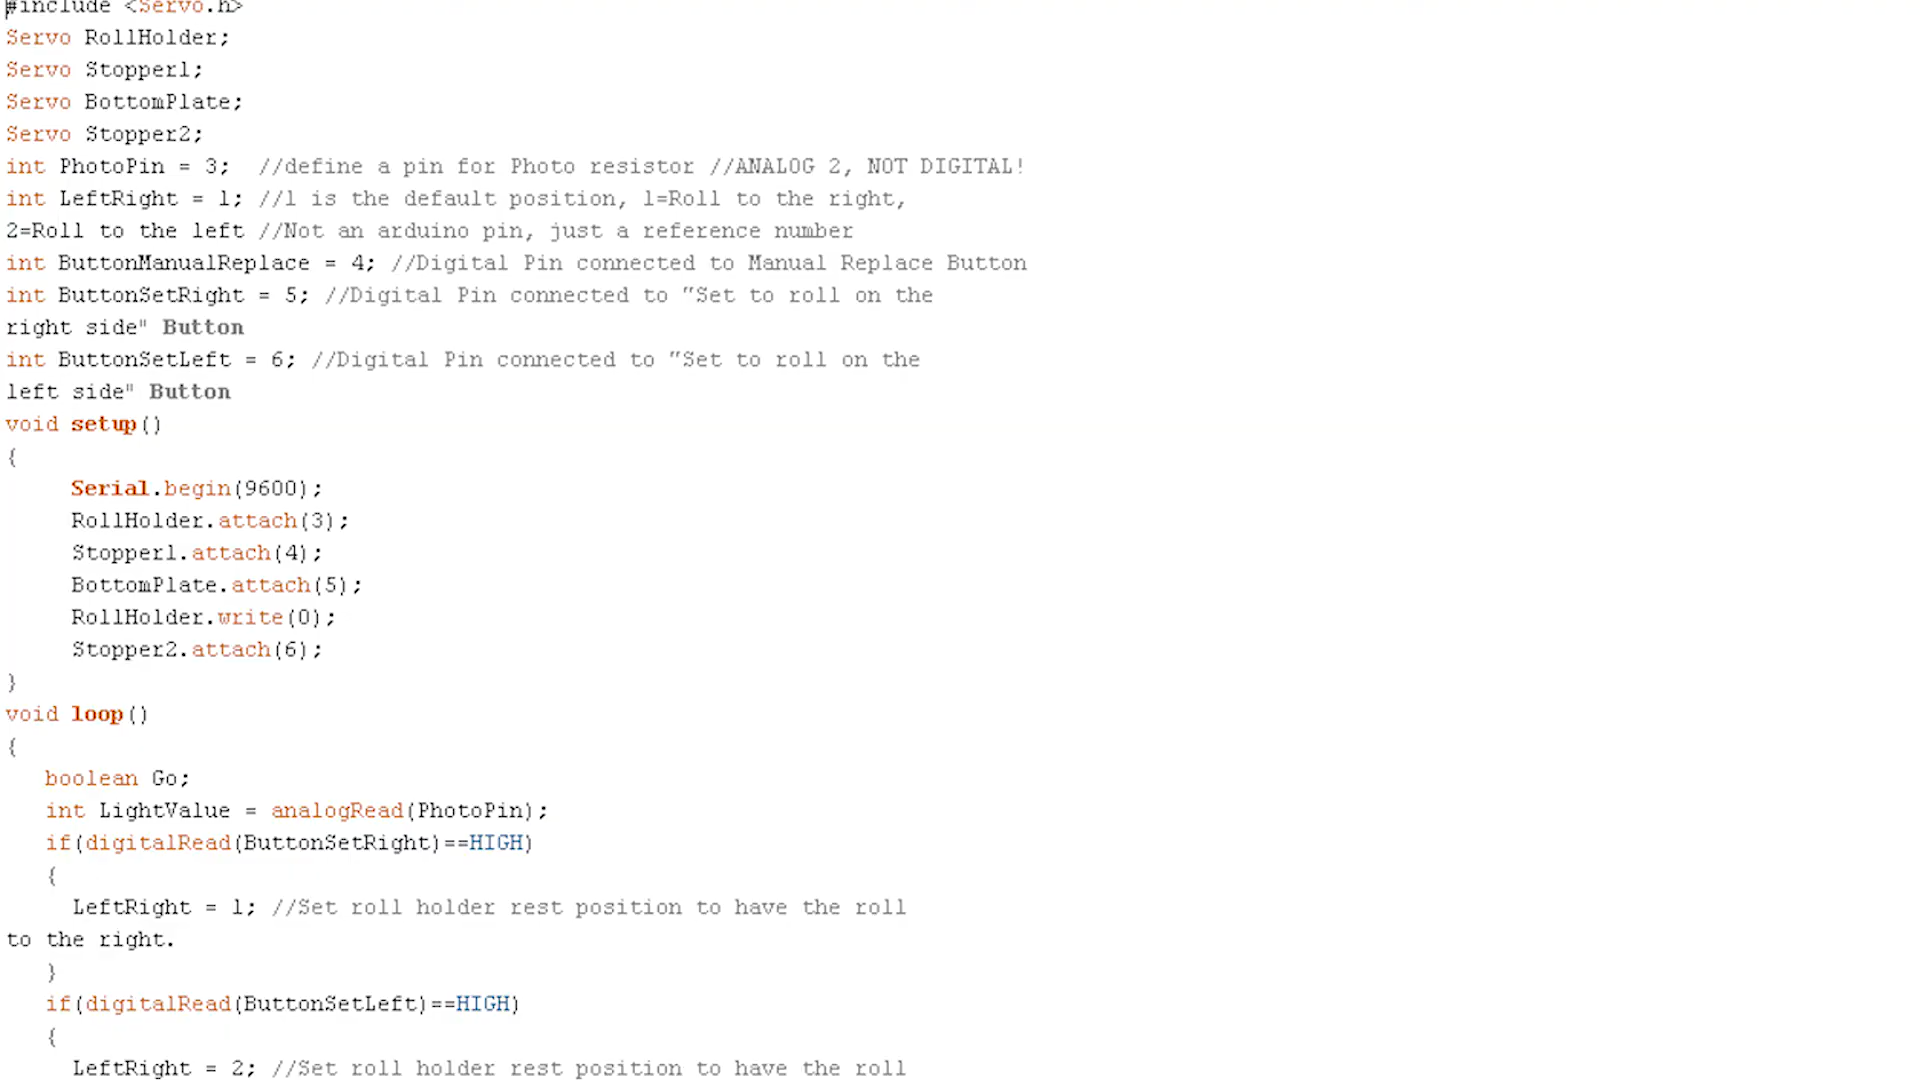 #include <Servo.h>
Servo RollHolder;
Servo Stopper1;
Servo BottomPlate;
Servo Stopper2;
int PhotoPin = 3;  //define a pin for Photo resistor //ANALOG 2, NOT DIGITAL!
int LeftRight = 1; //1 is the default position, 1=Roll to the right,
2=Roll to the left //Not an arduino pin, just a reference number
int ButtonManualReplace = 4; //Digital Pin connected to Manual Replace Button
int ButtonSetRight = 5; //Digital Pin connected to "Set to roll on the
right side" Button
int ButtonSetLeft = 6; //Digital Pin connected to "Set to roll on the
left side" Button
void setup()
{
     Serial.begin(9600);
     RollHolder.attach(3);
     Stopper1.attach(4);
     BottomPlate.attach(5);
     RollHolder.write(0);
     Stopper2.attach(6);
}
void loop()
{
   boolean Go;
   int LightValue = analogRead(PhotoPin);
   if(digitalRead(ButtonSetRight)==HIGH)
   {
     LeftRight = 1; //Set roll holder rest position to have the roll
to the right.
   }
   if(digitalRead(ButtonSetLeft)==HIGH)
   {
     LeftRight = 2; //Set roll holder rest position to have the roll